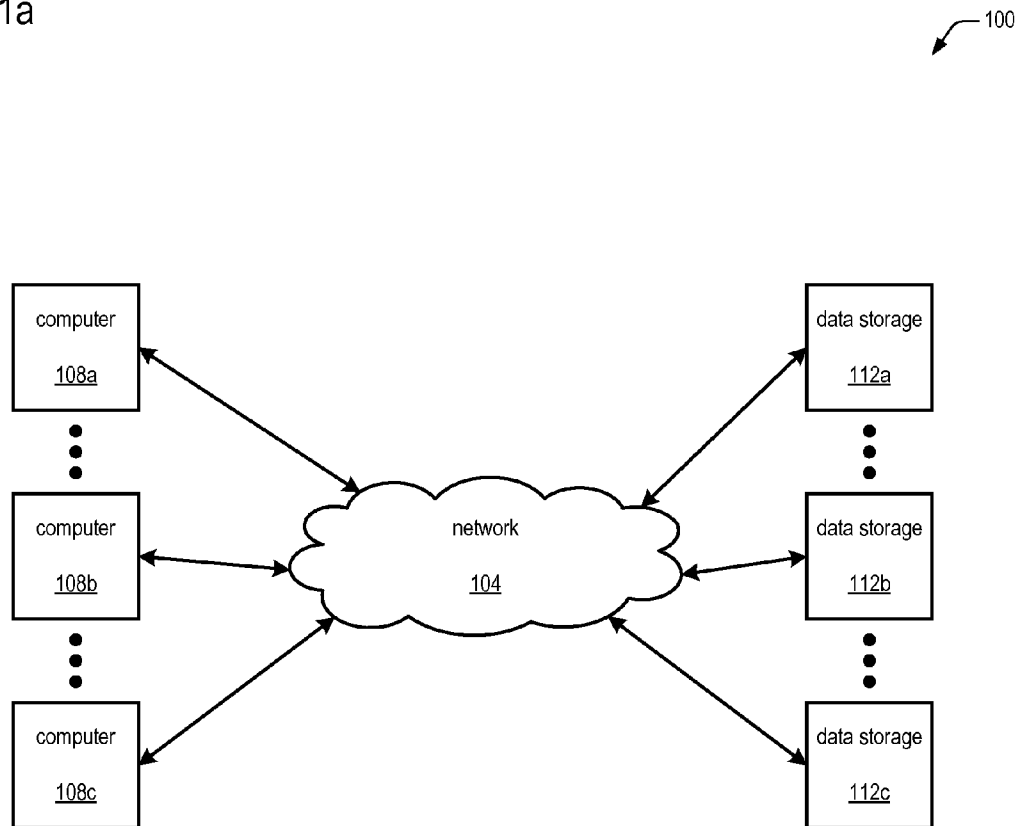 1a
100
computer
108a
data storage
112a
computer
108b
network
104
data storage
112b
computer
108c
data storage
112c